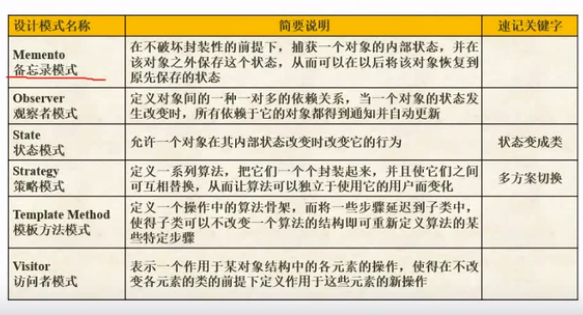 设计模式名称 简要说明 速记关键字
Memento
备忘录模式
在不破坏封装性的前提下，捕获一个对象的内部状态，并在
该对象之外保存这个状态，从而可以在以后将该对象恢复到
原先保存的状态
Observer
观察者模式
定义对象间的一种一对多的依赖关系，当一个对象的状态发
生改变时，所有依赖于它的对象都得到通知并自动更新
State
状态模式
允许一个对象在其内部状态改变时改变它的行为
状态变成类
Strategy
策略模式
定义一系列算法，把它们一个个封装起来，并且使它们之间
可互相替换，从而让算法可以独立于使用它的用户而变化
多方案切换
Template Method
模板方法模式
定义一个操作中的算法骨架，而将一些步骤延迟到子类中，
使得子类可以不改变一个算法的结构即可重新定义算法的某
些特定步骤
Visitor
访问者模式
表示一个作用于某对象结构中的各元素的操作，使得在不改
变各元素的类的前提下定义作用于这些元素的新操作